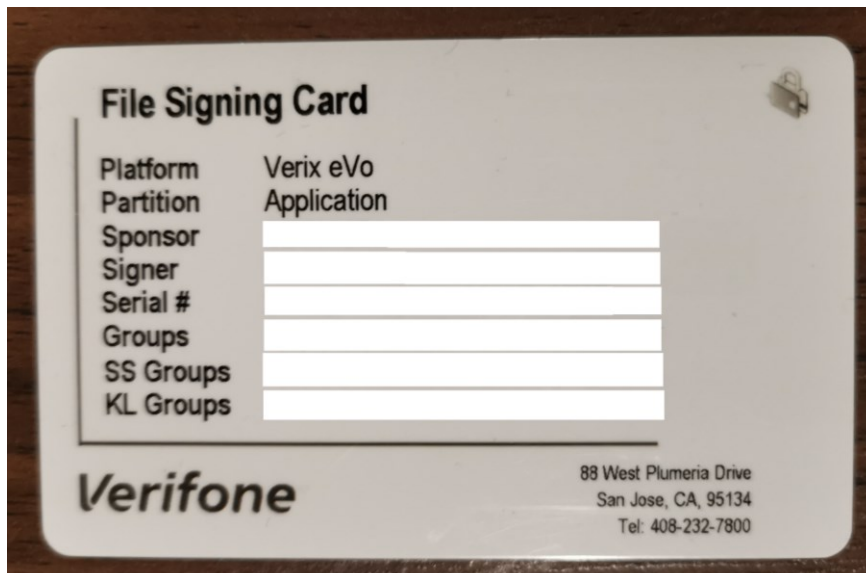 File Signing Card
Platform Verix eVo
Partition Application
Sponsor
Signer
Serial #
Groups
SS Groups
KL Groups
Verifone
88 West Plumeria Drive
San Jose, CA, 95134
Tel: 408-232-7800